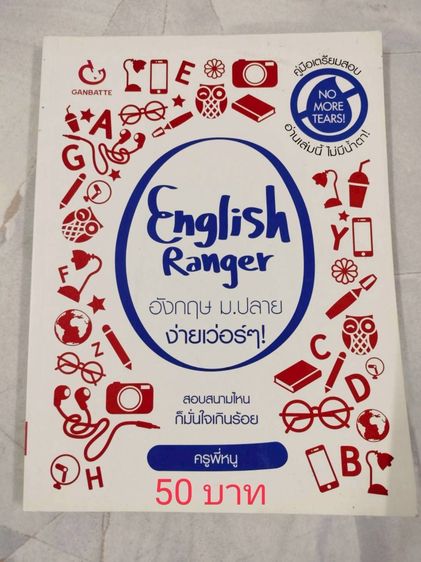 GANBATTE
คู่มือเตรียมสอบ
NO
MORE
TEARS!
อ่านเล่มนี้ ไม่มีน้ำตา!
A
E
G
F
Z
H
Y
C
D
B
English
Ranger
อังกฤษ ม.ปลาย
ง่ายเว่อร์ๆ!
สอบสนามไหน
ก็มั่นใจเกินร้อย
ครูพี่หนู
50 บาท